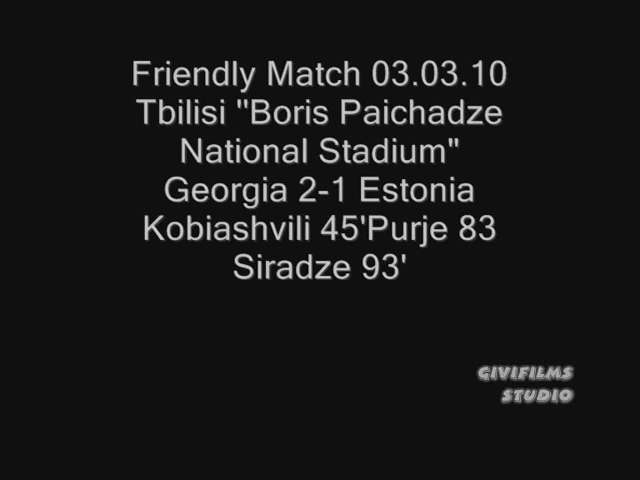 Friendly Match 03.03.10
Tbilisi "Boris Paichadze
National Stadium"
Georgia 2-1 Estonia
Kobiashvili 45'Purje 83
Siradze 93'
GIVIFILMS
STUDIO